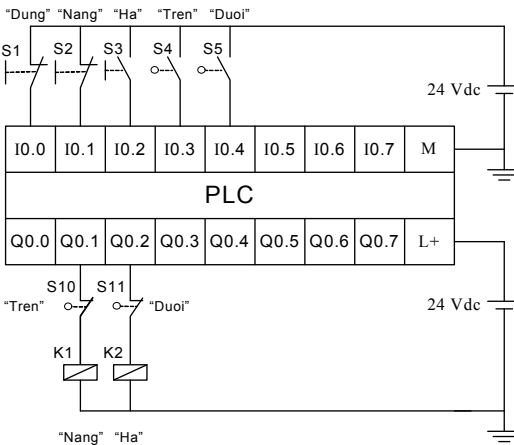 “Dung” “Nang” “Ha” “Tren” “Duoi”
S1 S2 S3 S4 S5
24 Vdc
I0.0 I0.1 I0.2 I0.3 I0.4 I0.5 I0.6 I0.7 M
PLC
Q0.0 Q0.1 Q0.2 Q0.3 Q0.4 Q0.5 Q0.6 Q0.7 L+
S10 S11
“Tren” “Duoi” 24 Vdc
K1 K2
“Nang” “Ha”